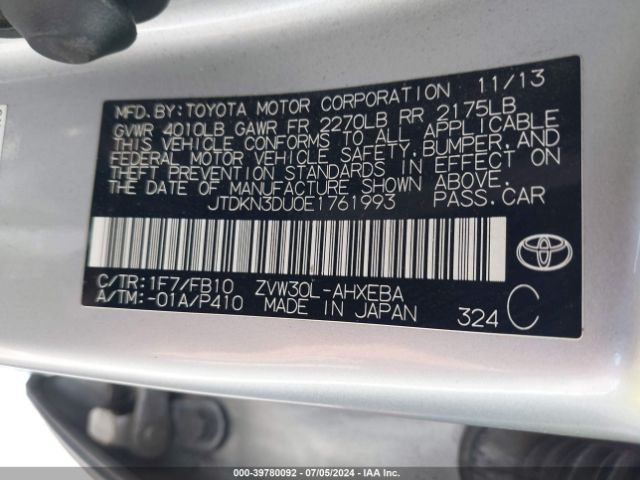 11/13
MFD. BY: TOYOTA MOTOR CORPORATION
GVWR 4010LB GAWR FR 2270LB RR 2175LB
THIS VEHICLE CONFORMS TO ALL APPLICABLE
FEDERAL MOTOR VEHICLE SAFETY, BUMPER, AND
THEFT PREVENTION STANDARDS IN EFFECT ON
THE DATE OF MANUFACTURE SHOWN ABOVE.
JTDKN3DU0E1761993 PASS. CAR
C/TR: 1F7/FB10 ZVW30L-AHXEBA
A/TM: -01A/P410 MADE IN JAPAN 324 C
TOYOTA
000-39780092 - 07/05/2024 - IAA Inc.